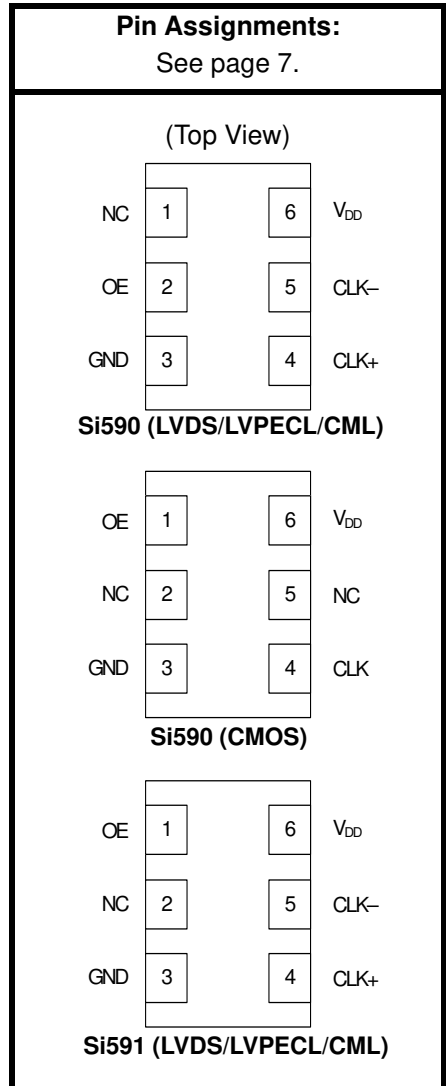 Pin Assignments:
See page 7.
(Top View)
NC 1 6 VDD
OE 2 5 CLK–
GND 3 4 CLK+
Si590 (LVDS/LVPECL/CML)
OE 1 6 VDD
NC 2 5 NC
GND 3 4 CLK
Si590 (CMOS)
OE 1 6 VDD
NC 2 5 CLK–
GND 3 4 CLK+
Si591 (LVDS/LVPECL/CML)